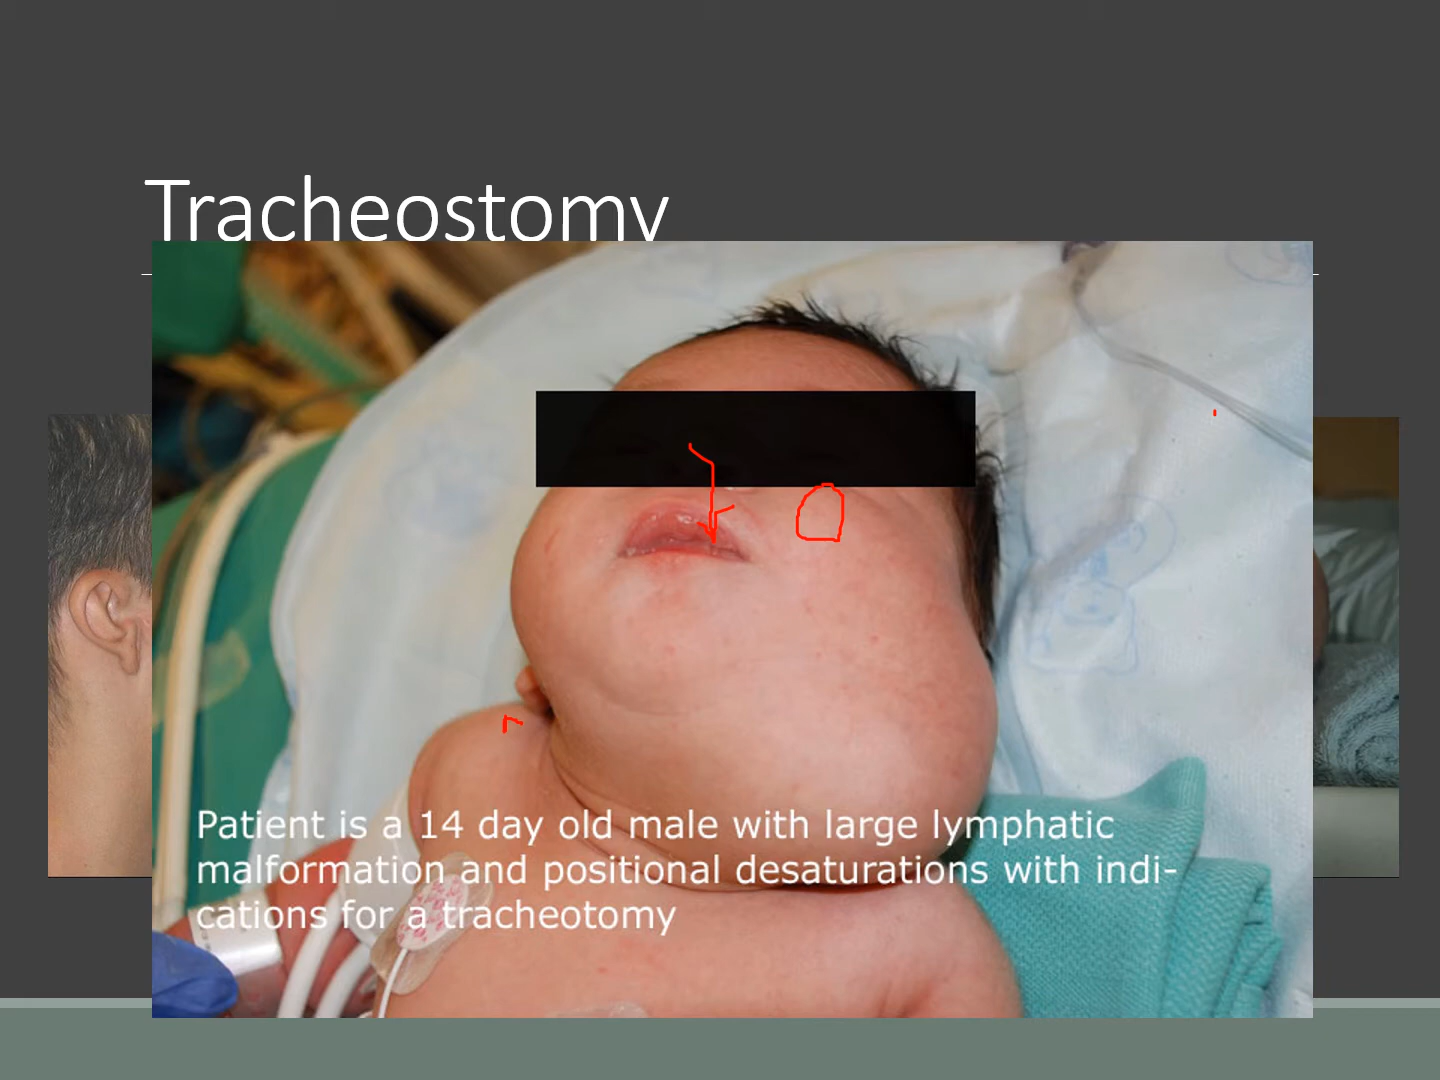 Tracheostomy
Patient is a 14 day old male with large lymphatic
malformation and positional desaturations with indi-
cations for a tracheotomy